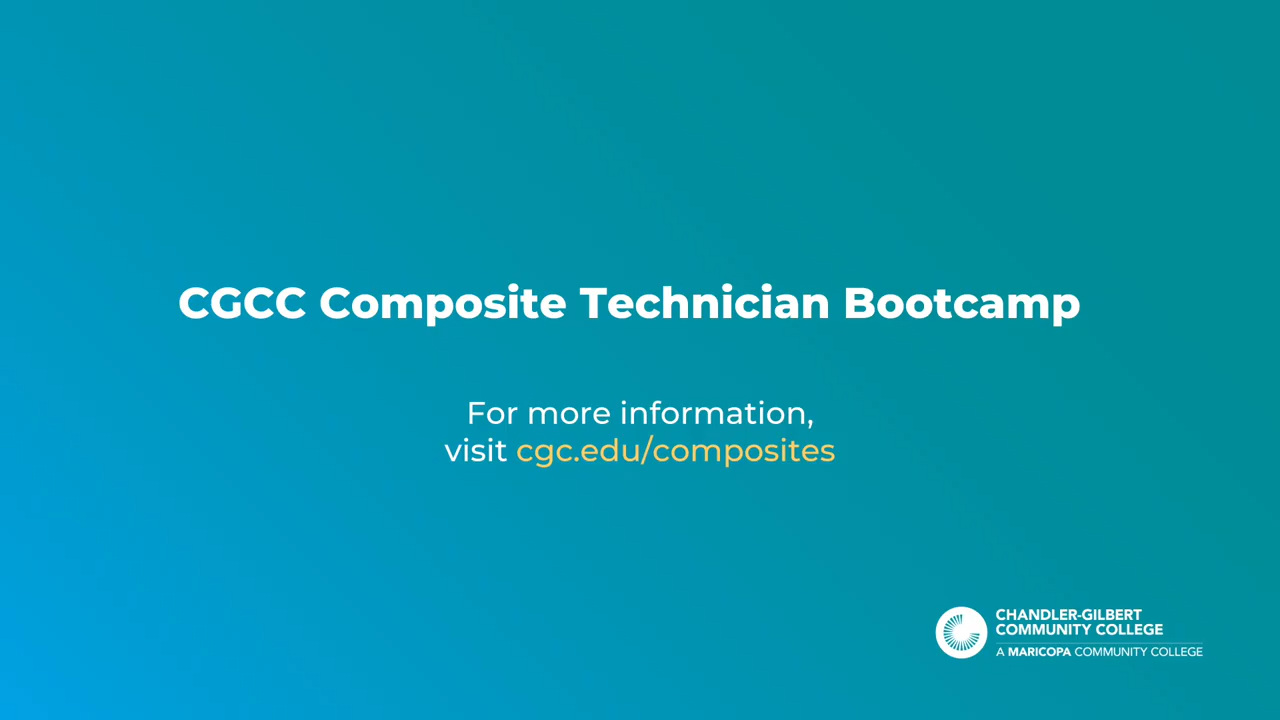 CGCC Composite Technician Bootcamp
For more information,
visit cgc.edu/composites
CHANDLER-GILBERT
COMMUNITY COLLEGE
A MARICOPA COMMUNITY COLLEGE